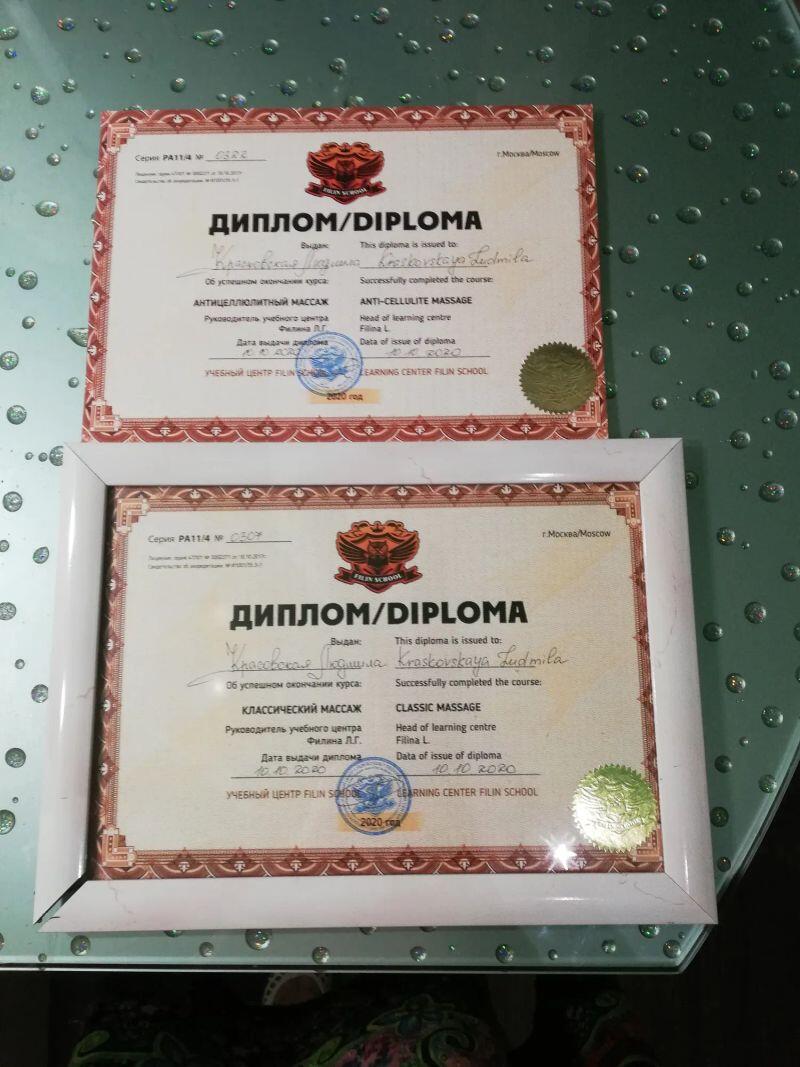 Серия РА11/4 № 0322
г.Москва/Moscow
FILIN SCHOOL
ДИПЛОМ/DIPLOMA
Выдан: This diploma is issued to:
Красковская Людмила Kraskovskaya Ludmila
Об успешном окончании курса: Successfully completed the course:
АНТИЦЕЛЛЮЛИТНЫЙ МАССАЖ ANTI-CELLULITE MASSAGE
Руководитель учебного центра Head of learning centre
Филина Л.Г. Filina L.
Дата выдачи диплома Data of issue of diploma
10.10.2020 10.10.2020
УЧЕБНЫЙ ЦЕНТР FILIN SCHOOL LEARNING CENTER FILIN SCHOOL
2020 год
Серия РА11/4 № 0307
г.Москва/Moscow
FILIN SCHOOL
ДИПЛОМ/DIPLOMA
Выдан: This diploma is issued to:
Красовская Людмила Kraskovskaya Ludmila
Об успешном окончании курса: Successfully completed the course:
КЛАССИЧЕСКИЙ МАССАЖ CLASSIC MASSAGE
Руководитель учебного центра Head of learning centre
Филина Л.Г. Filina L.
Дата выдачи диплома Data of issue of diploma
10.10.2020 10.10.2020
УЧЕБНЫЙ ЦЕНТР FILIN SCHOOL LEARNING CENTER FILIN SCHOOL
2020 год